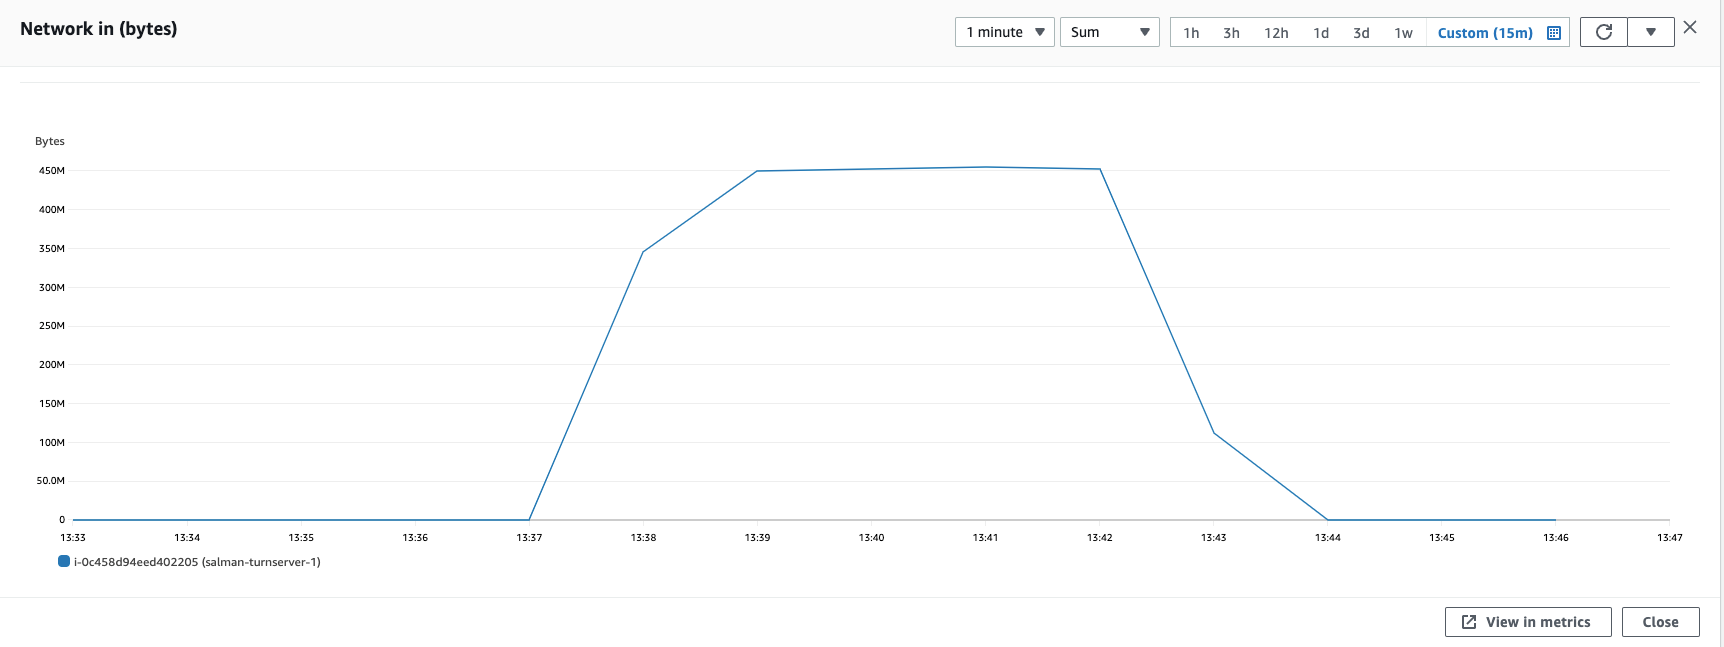 Network in (bytes)
1 minute Sum 1h 3h 12h 1d 3d 1w Custom (15m)
Bytes
450M
400M
350M
300M
250M
200M
150M
100M
50.0M
0
13:33 13:34 13:35 13:36 13:37 13:38 13:39 13:40 13:41 13:42 13:43 13:44 13:45 13:46 13:47
i-0c458d94eed402205 (salman-turnserver-1)
View in metrics Close